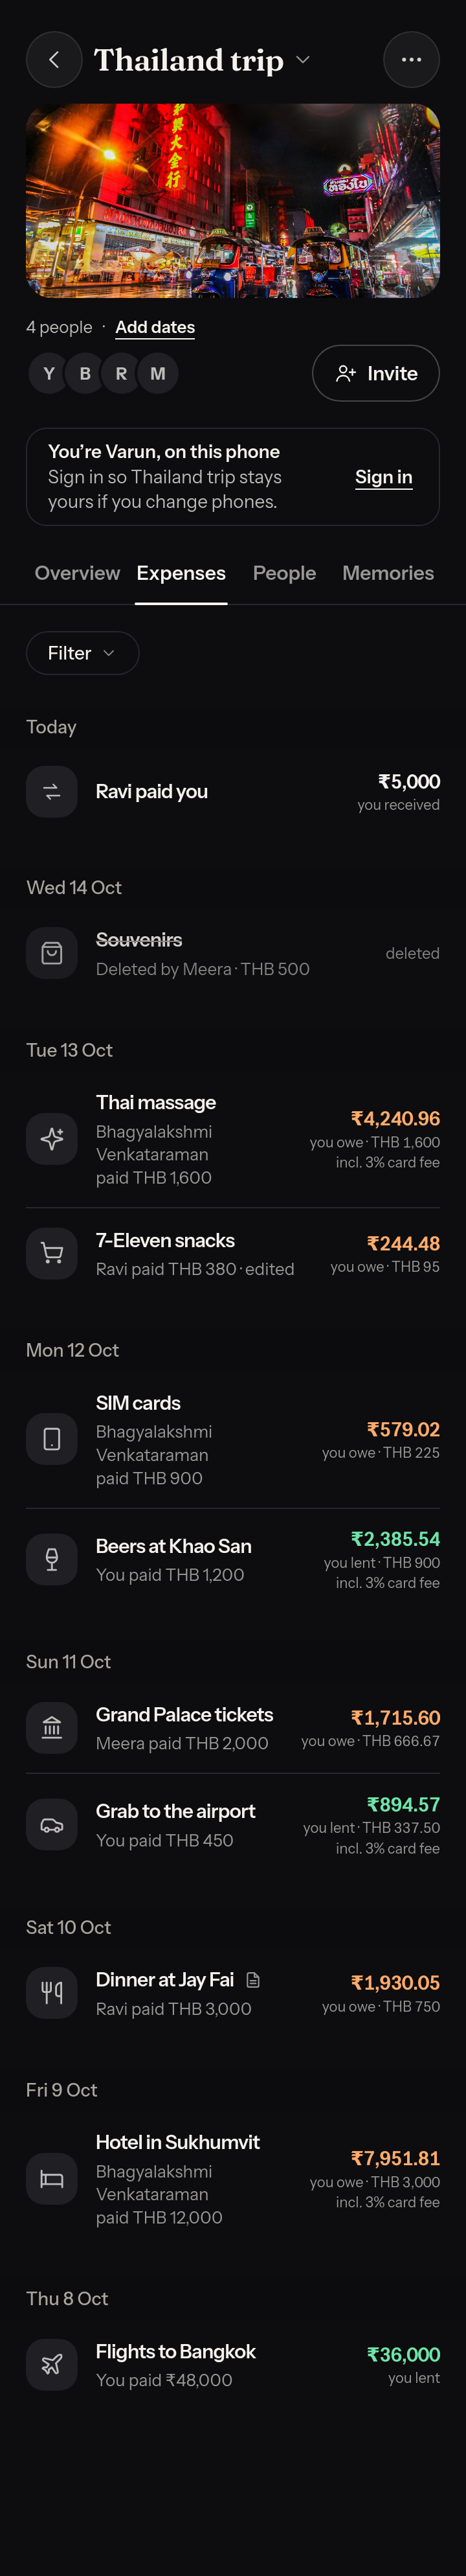 Thailand trip
和興大金行
4 people · Add dates
Y B R M
Invite
You're Varun, on this phone
Sign in so Thailand trip stays
yours if you change phones.
Sign in
Overview Expenses People Memories
Filter
Today
Ravi paid you
₹5,000
you received
Wed 14 Oct
Souvenirs
Deleted by Meera · THB 500
deleted
Tue 13 Oct
Thai massage
Bhagyalakshmi
Venkataraman
paid THB 1,600
₹4,240.96
you owe · THB 1,600
incl. 3% card fee
7-Eleven snacks
Ravi paid THB 380 · edited
₹244.48
you owe · THB 95
Mon 12 Oct
SIM cards
Bhagyalakshmi
Venkataraman
paid THB 900
₹579.02
you owe · THB 225
Beers at Khao San
You paid THB 1,200
₹2,385.54
you lent · THB 900
incl. 3% card fee
Sun 11 Oct
Grand Palace tickets
Meera paid THB 2,000
₹1,715.60
you owe · THB 666.67
Grab to the airport
You paid THB 450
₹894.57
you lent · THB 337.50
incl. 3% card fee
Sat 10 Oct
Dinner at Jay Fai
Ravi paid THB 3,000
₹1,930.05
you owe · THB 750
Fri 9 Oct
Hotel in Sukhumvit
Bhagyalakshmi
Venkataraman
paid THB 12,000
₹7,951.81
you owe · THB 3,000
incl. 3% card fee
Thu 8 Oct
Flights to Bangkok
You paid ₹48,000
₹36,000
you lent